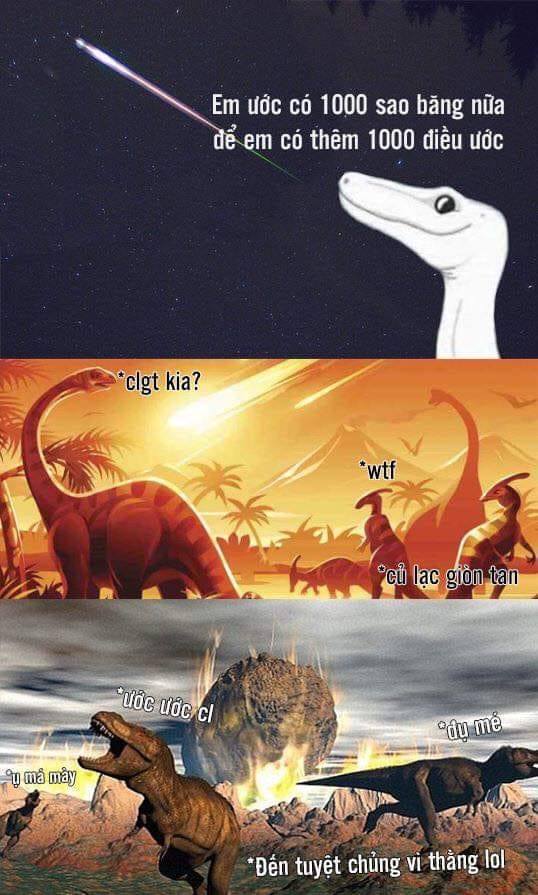 Em ước có 1000 sao băng nữa
để em có thêm 1000 điều ước
*clgt kia?
*wtf
*củ lạc giòn tan
*ước ước cl
*đụ mé
*ụ má mày
*Đến tuyệt chủng vì thằng lol